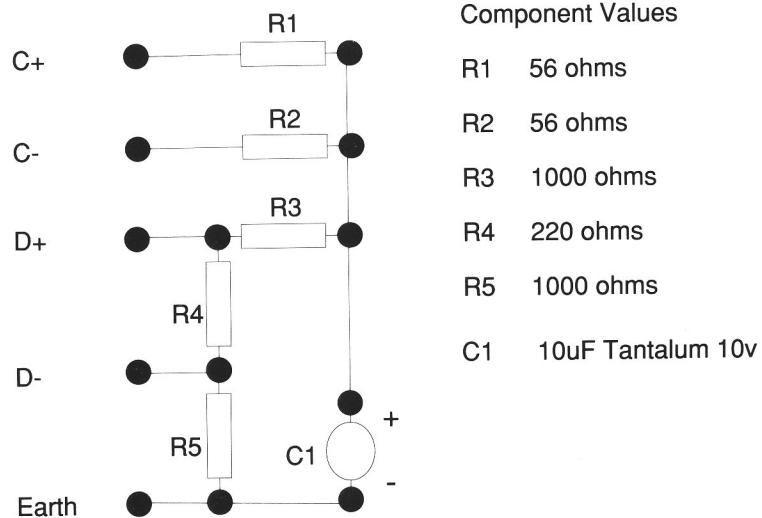 R1
C+
R2
C-
R3
D+
R4
D-
R5
C1
+
-
Earth
Component Values
R1 56 ohms
R2 56 ohms
R3 1000 ohms
R4 220 ohms
R5 1000 ohms
C1 10uF Tantalum 10v